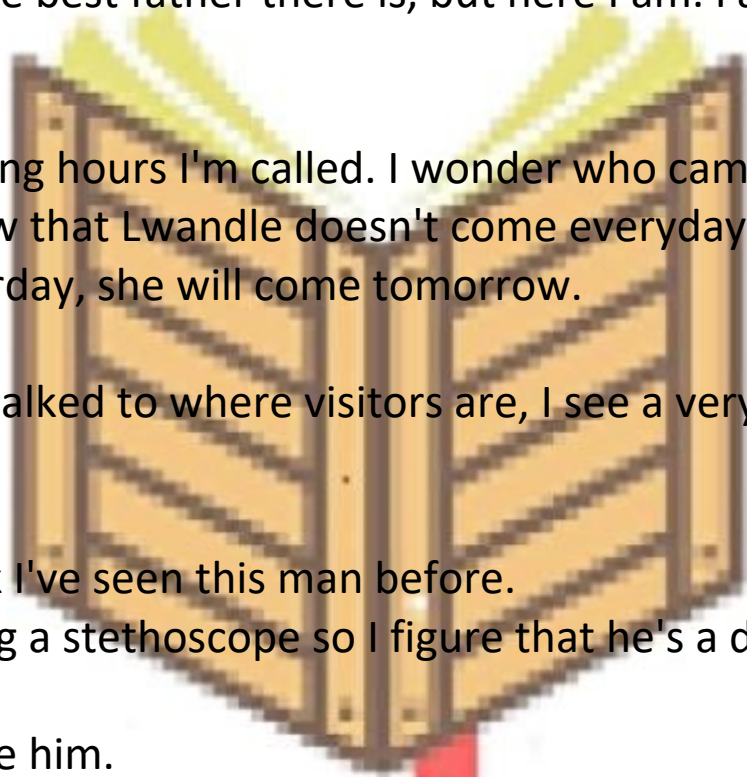 e best father there is, but here I am. I a
ng hours I'm called. I wonder who cam
w that Lwandle doesn't come everyday
rday, she will come tomorrow.
alked to where visitors are, I see a very
I've seen this man before.
g a stethoscope so I figure that he's a d
e him.